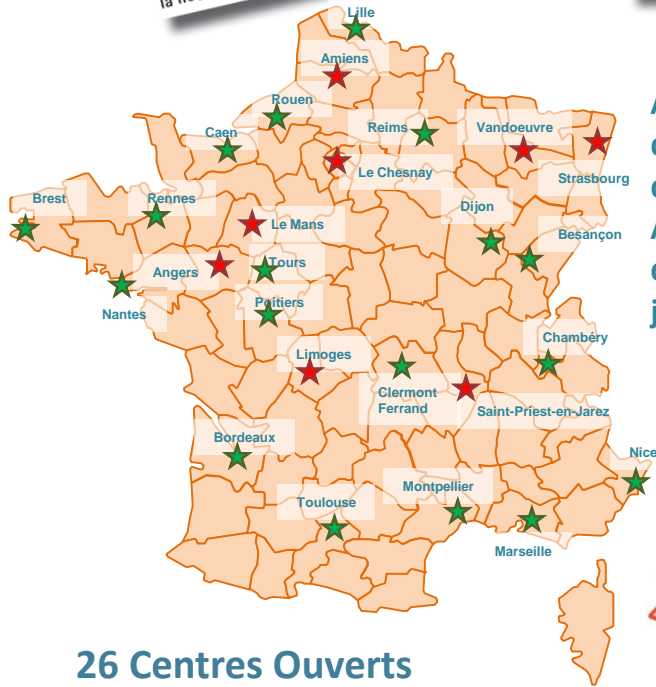 Lille
Amiens
Rouen
Caen
Reims
Vandoeuvre
Le Chesnay
Strasbourg
Brest
Rennes
Le Mans
Dijon
Besançon
Angers
Tours
Nantes
Poitiers
Chambéry
Limoges
Clermont
Ferrand
Saint-Priest-en-Jarez
Bordeaux
Nice
Montpellier
Toulouse
Marseille
26 Centres Ouverts